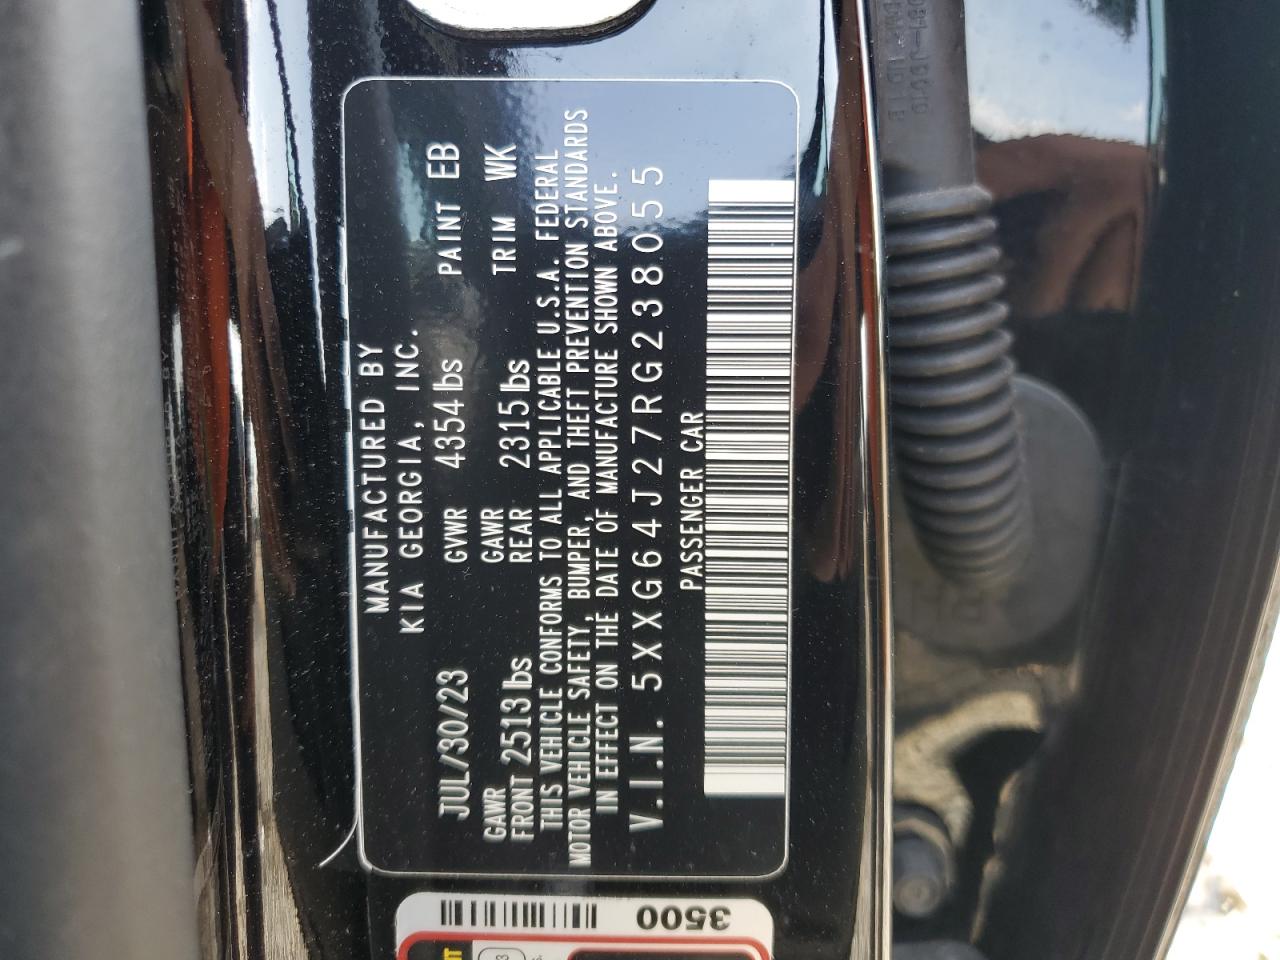 MANUFACTURED BY
KIA GEORGIA, INC.
JUL/30/23 GVWR 4354 lbs PAINT EB
GAWR FRONT 2513 lbs GAWR REAR 2315 lbs TRIM WK
THIS VEHICLE CONFORMS TO ALL APPLICABLE U.S.A. FEDERAL
MOTOR VEHICLE SAFETY, BUMPER, AND THEFT PREVENTION STANDARDS
IN EFFECT ON THE DATE OF MANUFACTURE SHOWN ABOVE.
V.I.N. 5XXG64J27RG238055
PASSENGER CAR
3500